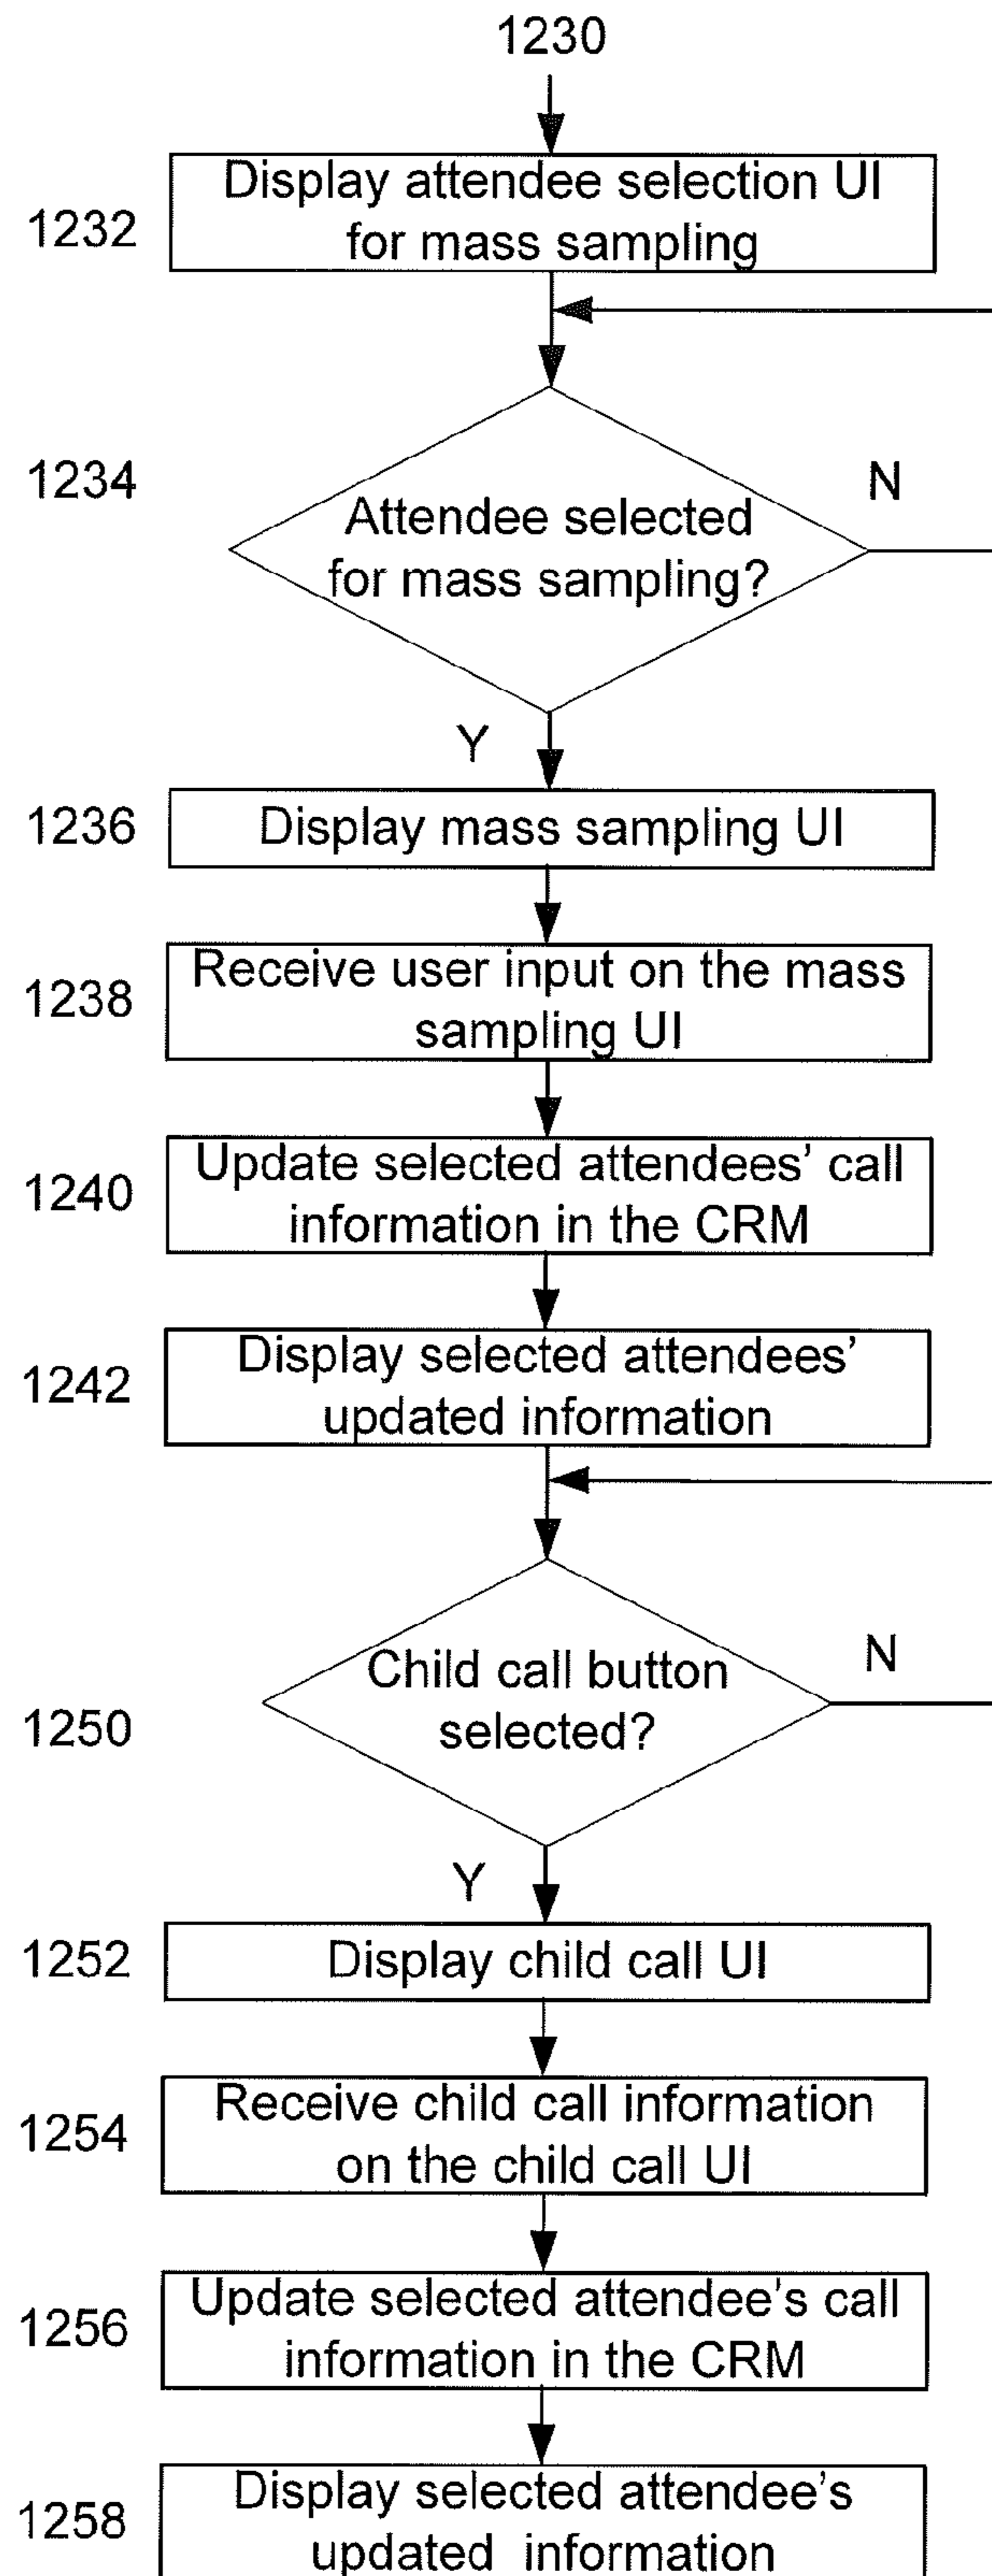 1230
Display attendee selection UI
for mass sampling
1232
1234
N
Attendee selected
for mass sampling?
Y
1236
Display mass sampling UI
1238
Receive user input on the mass
sampling UI
1240
Update selected attendees’ call
information in the CRM
1242
Display selected attendees’
updated information
N
Child call button
selected?
1250
Y
1252
Display child call UI
1254
Receive child call information
on the child call UI
1256
Update selected attendee’s call
information in the CRM
1258
Display selected attendee’s
updated information